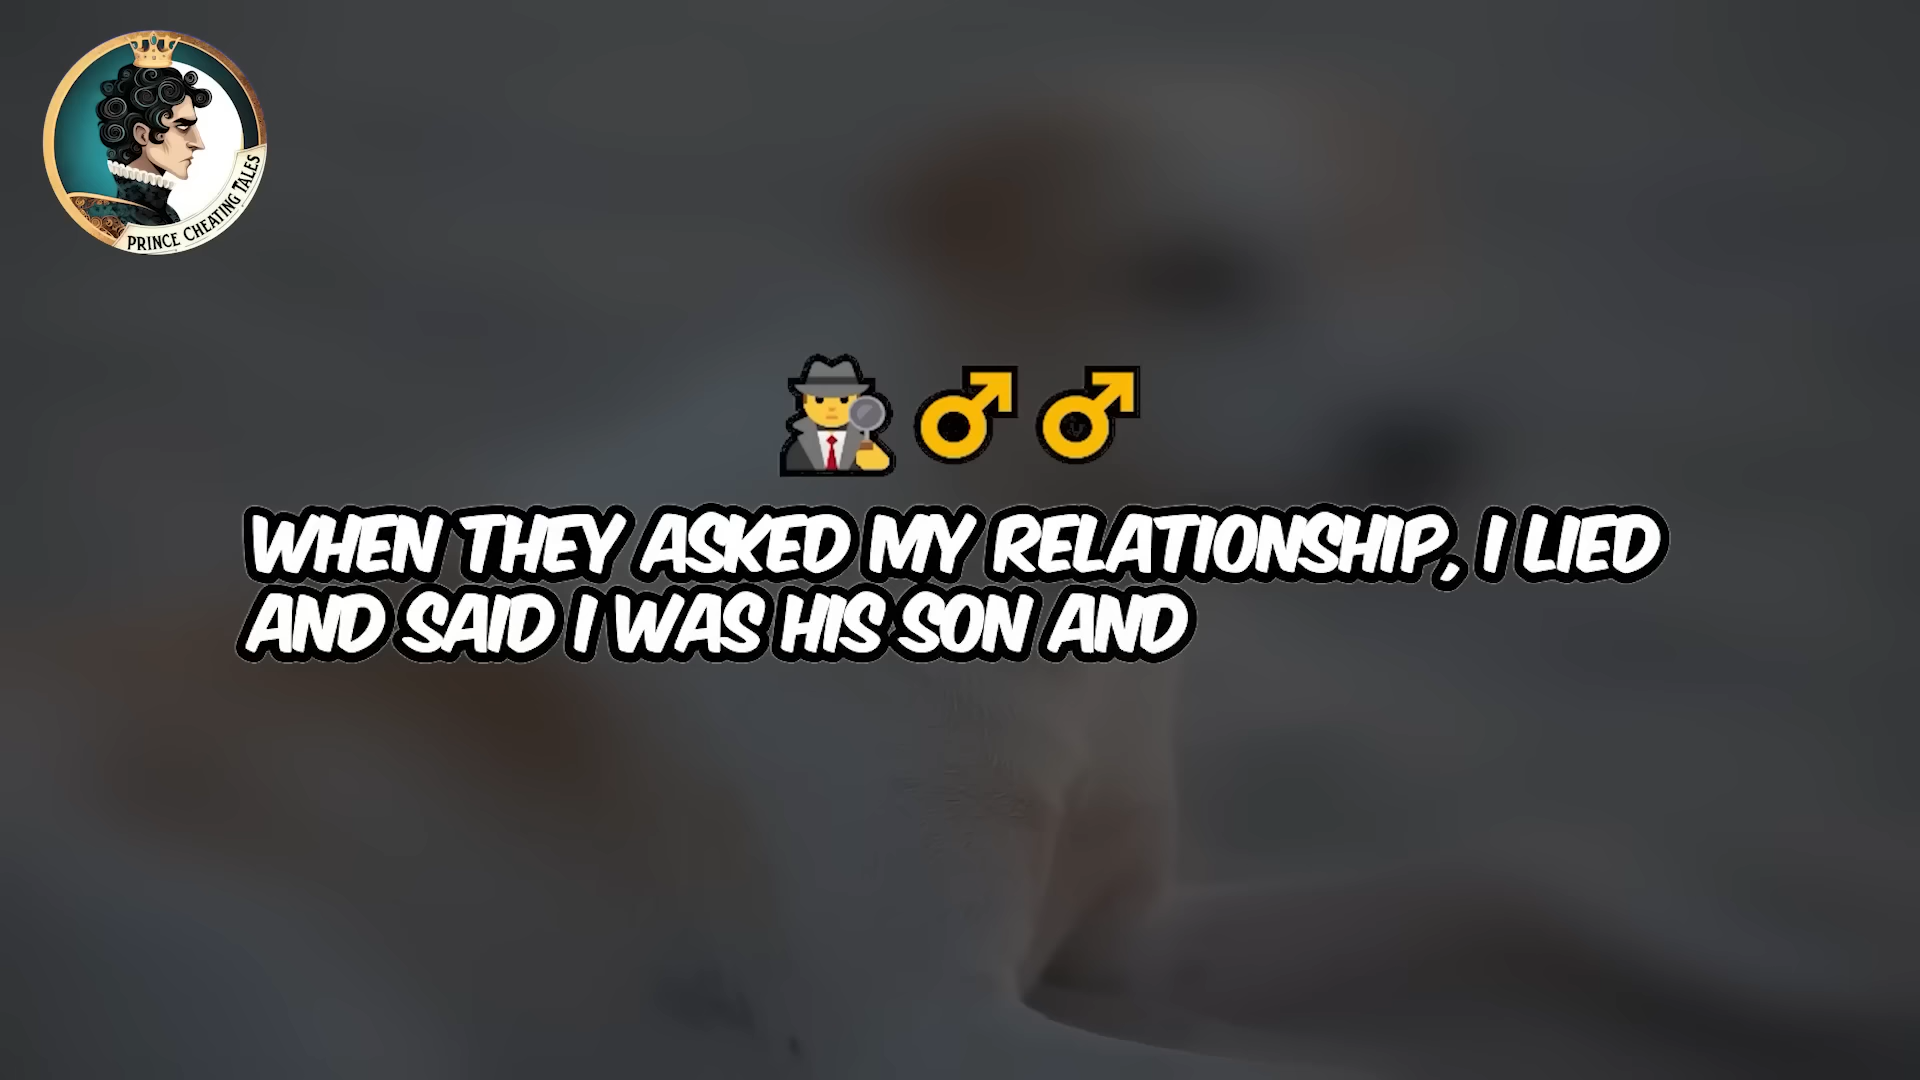 PRINCE CHEATING TALES
WHEN THEY ASKED MY RELATIONSHIP, I LIED
AND SAID I WAS HIS SON AND